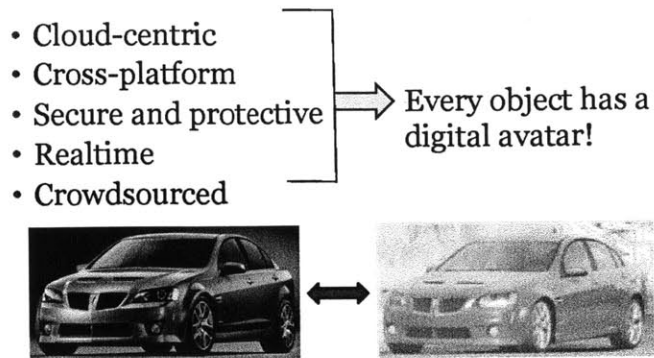 • Cloud-centric
• Cross-platform
• Secure and protective
• Realtime
• Crowdsourced
Every object has a
digital avatar!